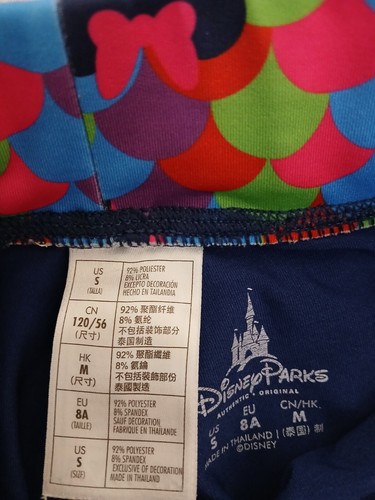 US
S
(TALLA)
92% POLIESTER
8% LICRA
EXCEPTO DECORACIÓN
HECHO EN TAILANDIA
CN
120/56
(尺寸)
92% 聚酯纤维
8% 氨纶
不包括装饰部分
泰国制造
HK
M
(尺寸)
92% 聚酯纖維
8% 氨綸
不包括裝飾部份
泰國製造
EU
8A
(TAILLE)
92% POLYESTER
8% SPANDEX
SAUF DECORATION
FABRIQUE EN THAILANDE
US
S
(SIZE)
92% POLYESTER
8% SPANDEX
EXCLUSIVE OF DECORATION
MADE IN THAILAND
Disney Parks
AUTHENTIC • ORIGINAL
US EU CN/HK.
S 8A M
MADE IN THAILAND | (泰国) 制
©DISNEY